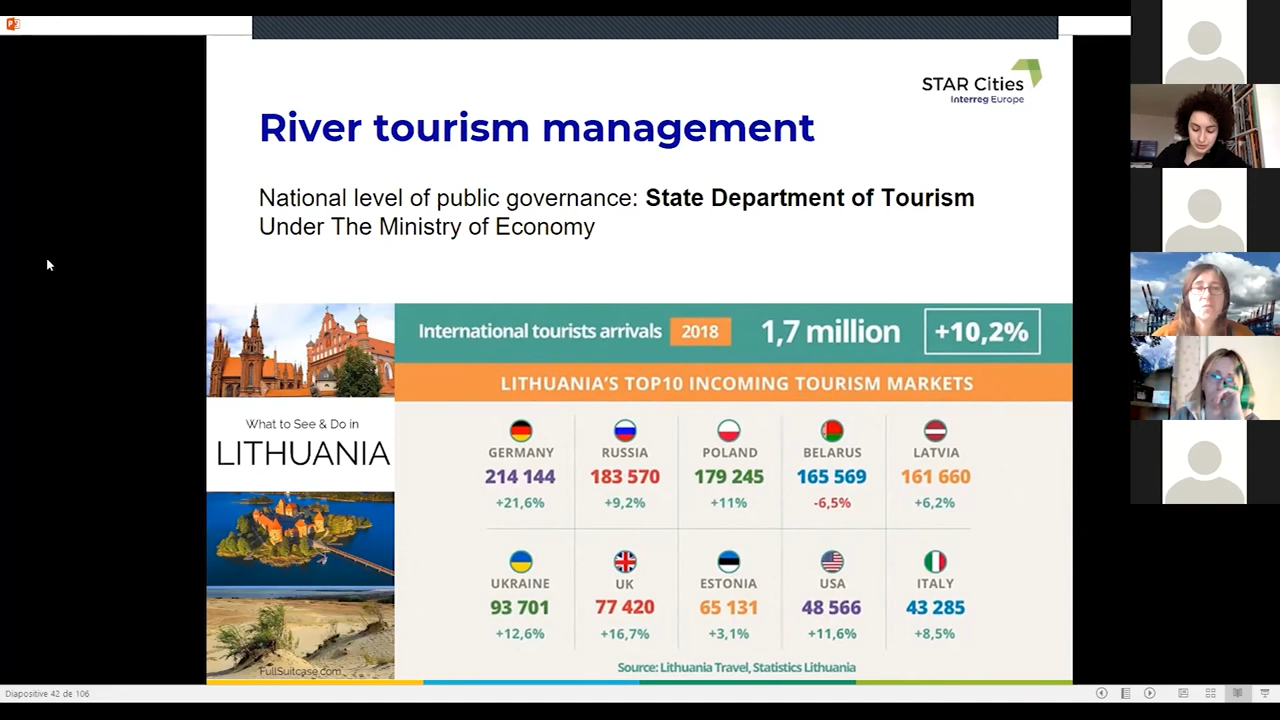 STAR Cities
Interreg Europe
River tourism management
National level of public governance: State Department of Tourism
Under The Ministry of Economy
International tourists arrivals 2018 1,7 million +10,2%
LITHUANIA'S TOP10 INCOMING TOURISM MARKETS
What to See & Do in
LITHUANIA
FullSuitcase.com
GERMANY RUSSIA POLAND BELARUS LATVIA
214 144 183 570 179 245 165 569 161 660
+21,6% +9,2% +11% -6,5% +6,2%
UKRAINE UK ESTONIA USA ITALY
93 701 77 420 65 131 48 566 43 285
+12,6% +16,7% +3,1% +11,6% +8,5%
Source: Lithuania Travel, Statistics Lithuania
Diapositive 42 de 106